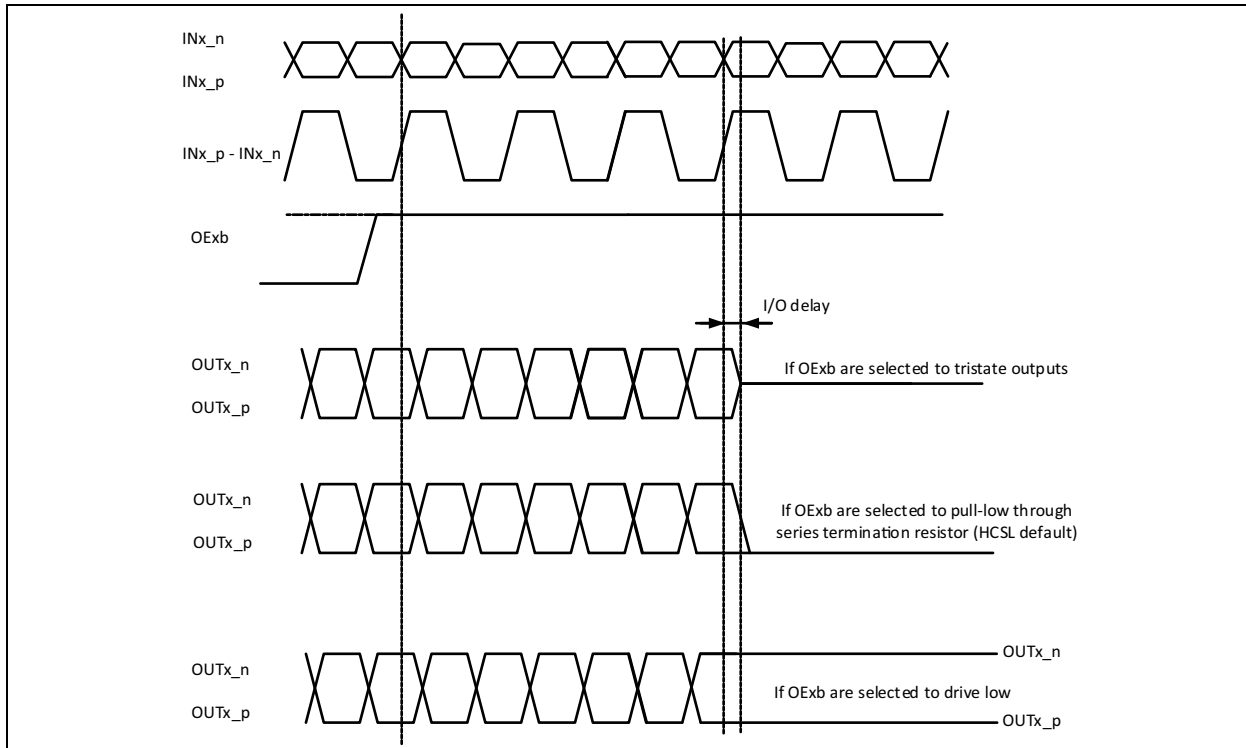 INx_n
INx_p
INx_p - INx_n
OExb
I/O delay
OUTx_n
If OExb are selected to tristate outputs
OUTx_p
OUTx_n
If OExb are selected to pull-low through
series termination resistor (HCSL default)
OUTx_p
OUTx_n
OUTx_n
If OExb are selected to drive low
OUTx_p
OUTx_p